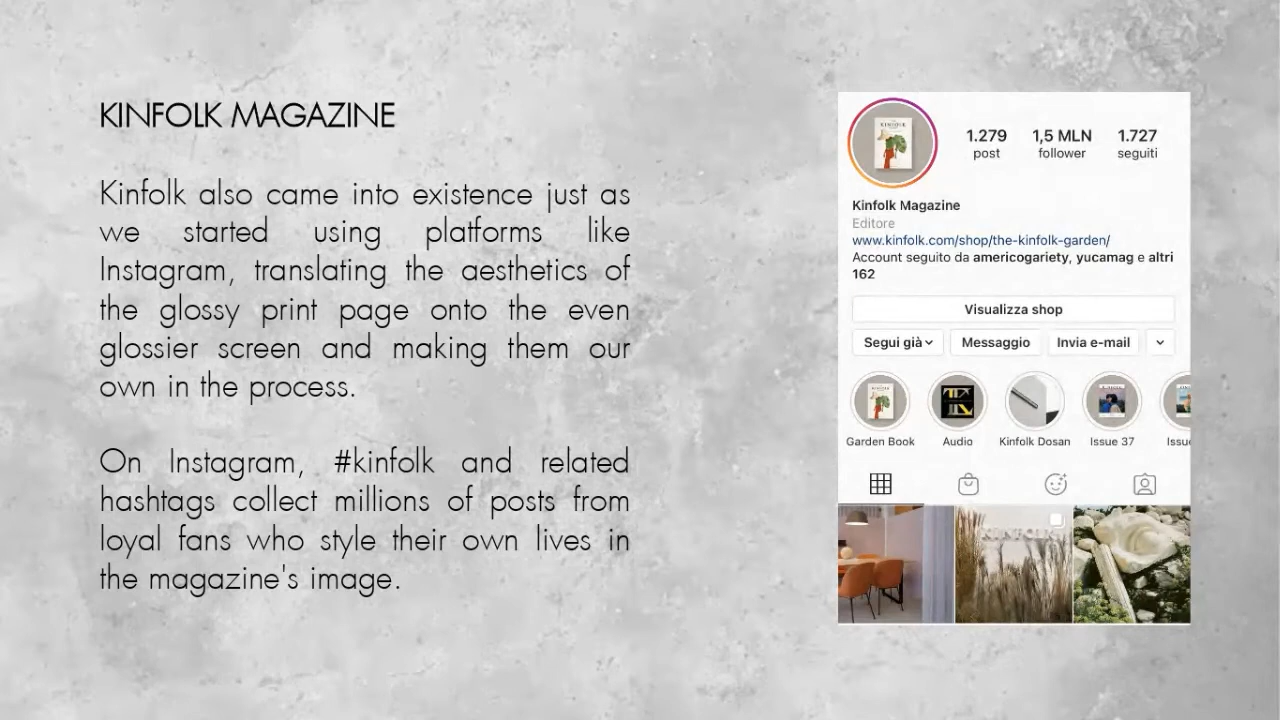 KINFOLK MAGAZINE
Kinfolk also came into existence just as
we started using platforms like
Instagram, translating the aesthetics of
the glossy print page onto the even
glossier screen and making them our
own in the process.
On Instagram, #kinfolk and related
hashtags collect millions of posts from
loyal fans who style their own lives in
the magazine's image.
1.279 1,5 MLN 1.727
post follower seguiti
Kinfolk Magazine
Editore
www.kinfolk.com/shop/the-kinfolk-garden/
Account seguito da americogariety, yucamag e altri
162
Visualizza shop
Segui già Messaggio Invia e-mail
Garden Book Audio Kinfolk Dosan Issue 37 Issue